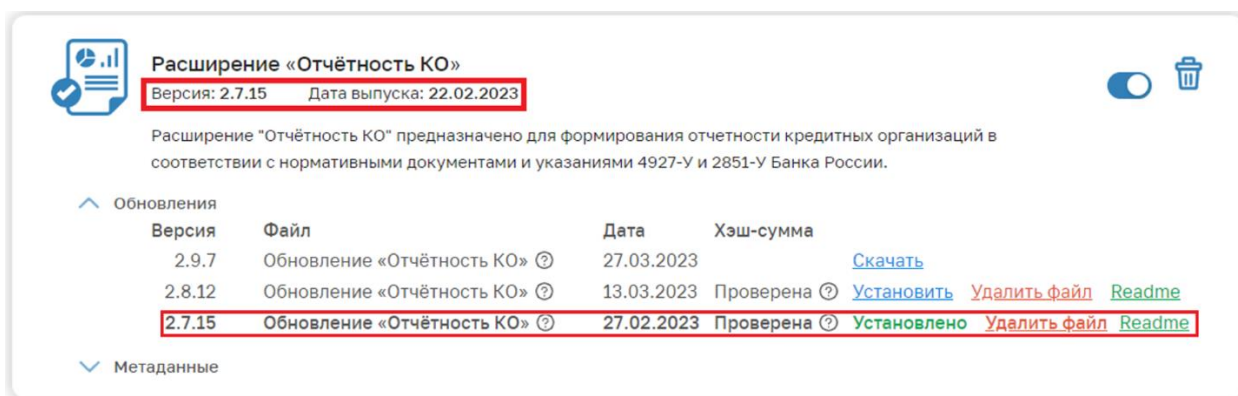 Расширение «Отчётность КО»
Версия: 2.7.15 Дата выпуска: 22.02.2023
Расширение "Отчётность КО" предназначено для формирования отчетности кредитных организаций в
соответствии с нормативными документами и указаниями 4927-У и 2851-У Банка России.
Обновления
Версия Файл Дата Хэш-сумма
2.9.7 Обновление «Отчётность КО» ? 27.03.2023 Скачать
2.8.12 Обновление «Отчётность КО» ? 13.03.2023 Проверена ? Установить Удалить файл Readme
2.7.15 Обновление «Отчётность КО» ? 27.02.2023 Проверена ? Установлено Удалить файл Readme
Метаданные